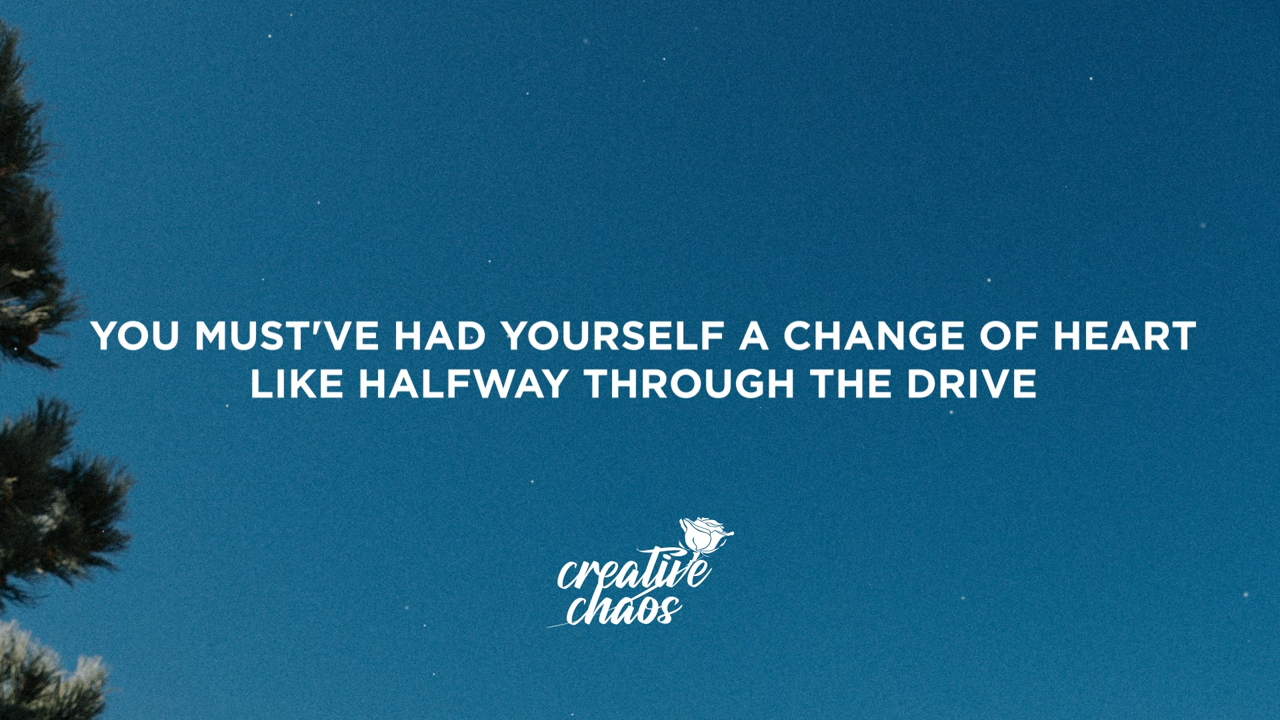 YOU MUST'VE HAD YOURSELF A CHANGE OF HEART
LIKE HALFWAY THROUGH THE DRIVE
creative
chaos